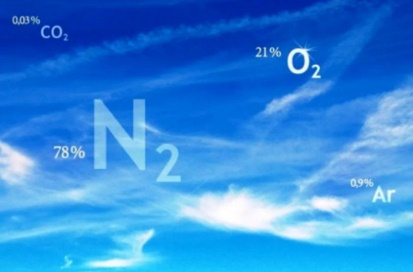 0,03%
CO₂
21%
O₂
78%
N₂
0,9%
Ar